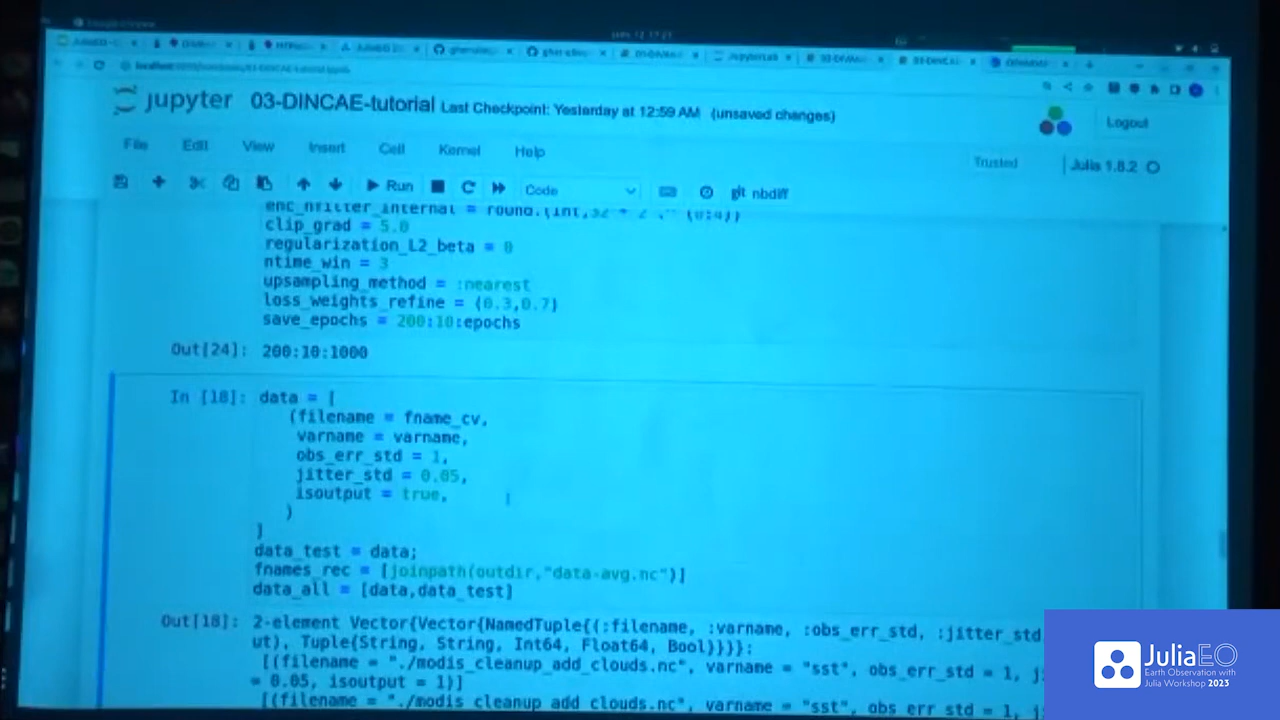 jupyter 03-DINCAE-tutorial Last Checkpoint: Yesterday at 12:59 AM (unsaved changes)
Logout
File Edit View Insert Cell Kernel Help
Trusted
Julia 1.8.2
Run
Code
git nbdiff
enc_nfilter_internal = round.(Int,32
clip_grad = 5.0
regularization_L2_beta = 0
ntime_win = 3
upsampling_method = :nearest
loss_weights_refine = (0.3,0.7)
save_epochs = 200:10:epochs
Out[24]: 200:10:1000
In [18]: data = [
(filename = fname_cv,
varname = varname,
obs_err_std = 1,
jitter_std = 0.05,
isoutput = true,
)
]
data_test = data;
fnames_rec = [joinpath(outdir,"data-avg.nc")]
data_all = [data,data_test]
Out[18]: 2-element Vector{Vector{NamedTuple{(:filename, :varname, :obs_err_std, :jitter_std
ut), Tuple{String, String, Int64, Float64, Bool}}}}:
[(filename = "./modis_cleanup_add_clouds.nc", varname = "sst", obs_err_std = 1, j
= 0.05, isoutput = 1)]
[(filename = "./modis_cleanup_add_clouds.nc", varname = "sst", obs_err_std = 1, j
JuliaEO
Earth Observation with
Julia Workshop 2023